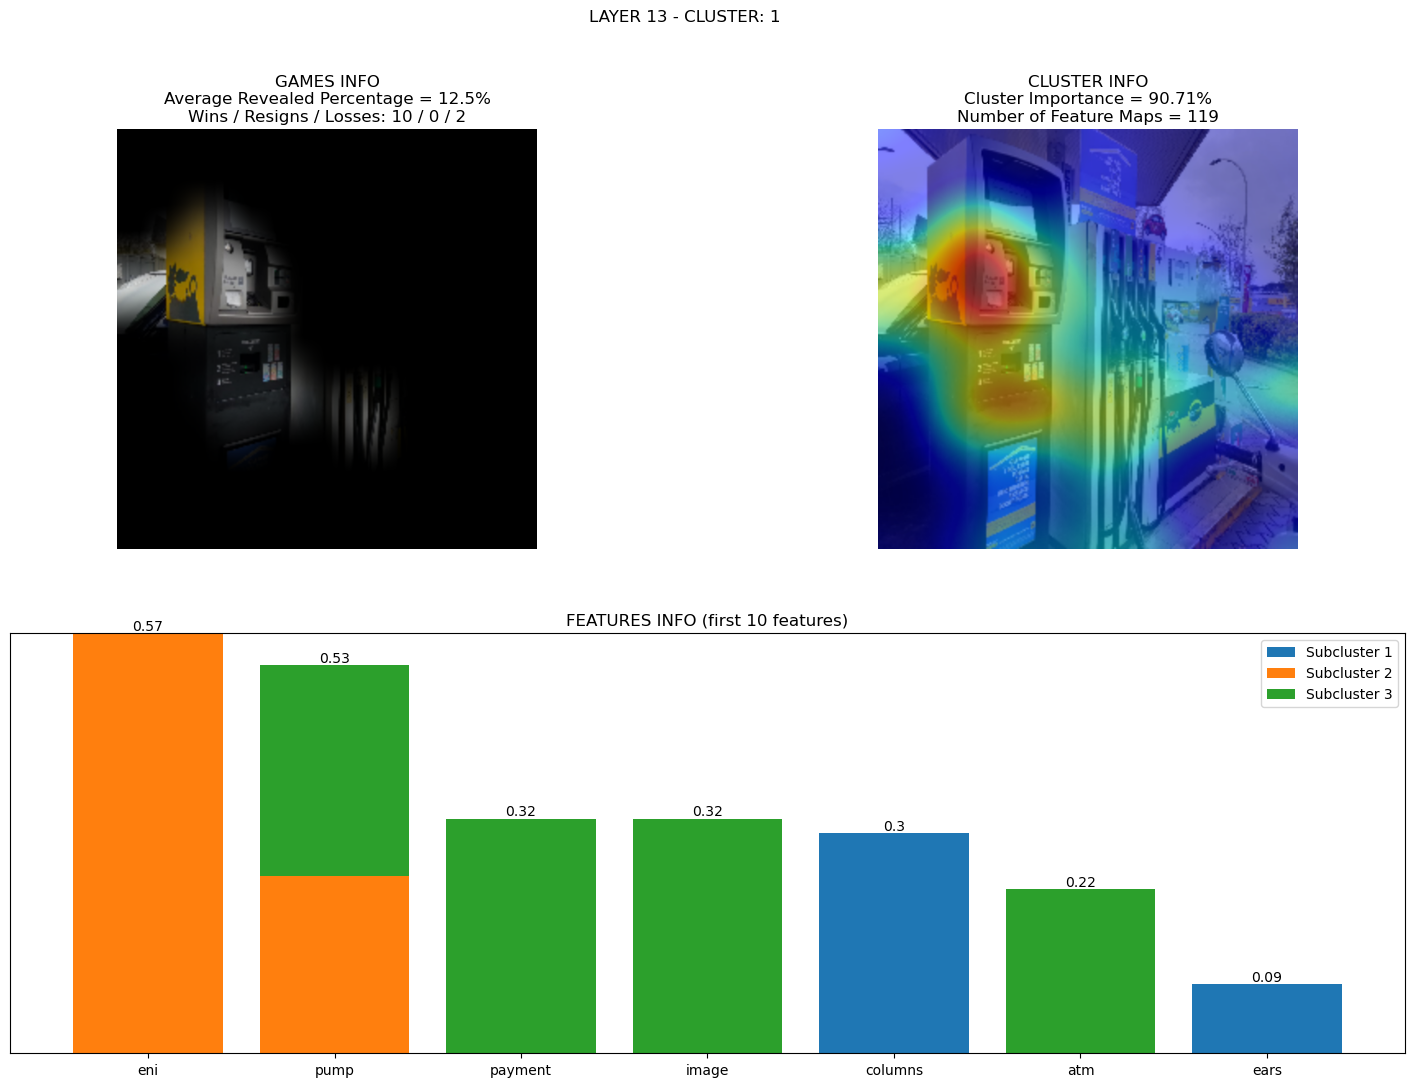 LAYER 13 - CLUSTER: 1
GAMES INFO
Average Revealed Percentage = 12.5%
Wins / Resigns / Losses: 10 / 0 / 2
CLUSTER INFO
Cluster Importance = 90.71%
Number of Feature Maps = 119
FEATURES INFO (first 10 features)
0.57
0.53
0.32
0.32
0.3
0.22
0.09
Subcluster 1
Subcluster 2
Subcluster 3
eni
pump
payment
image
columns
atm
ears